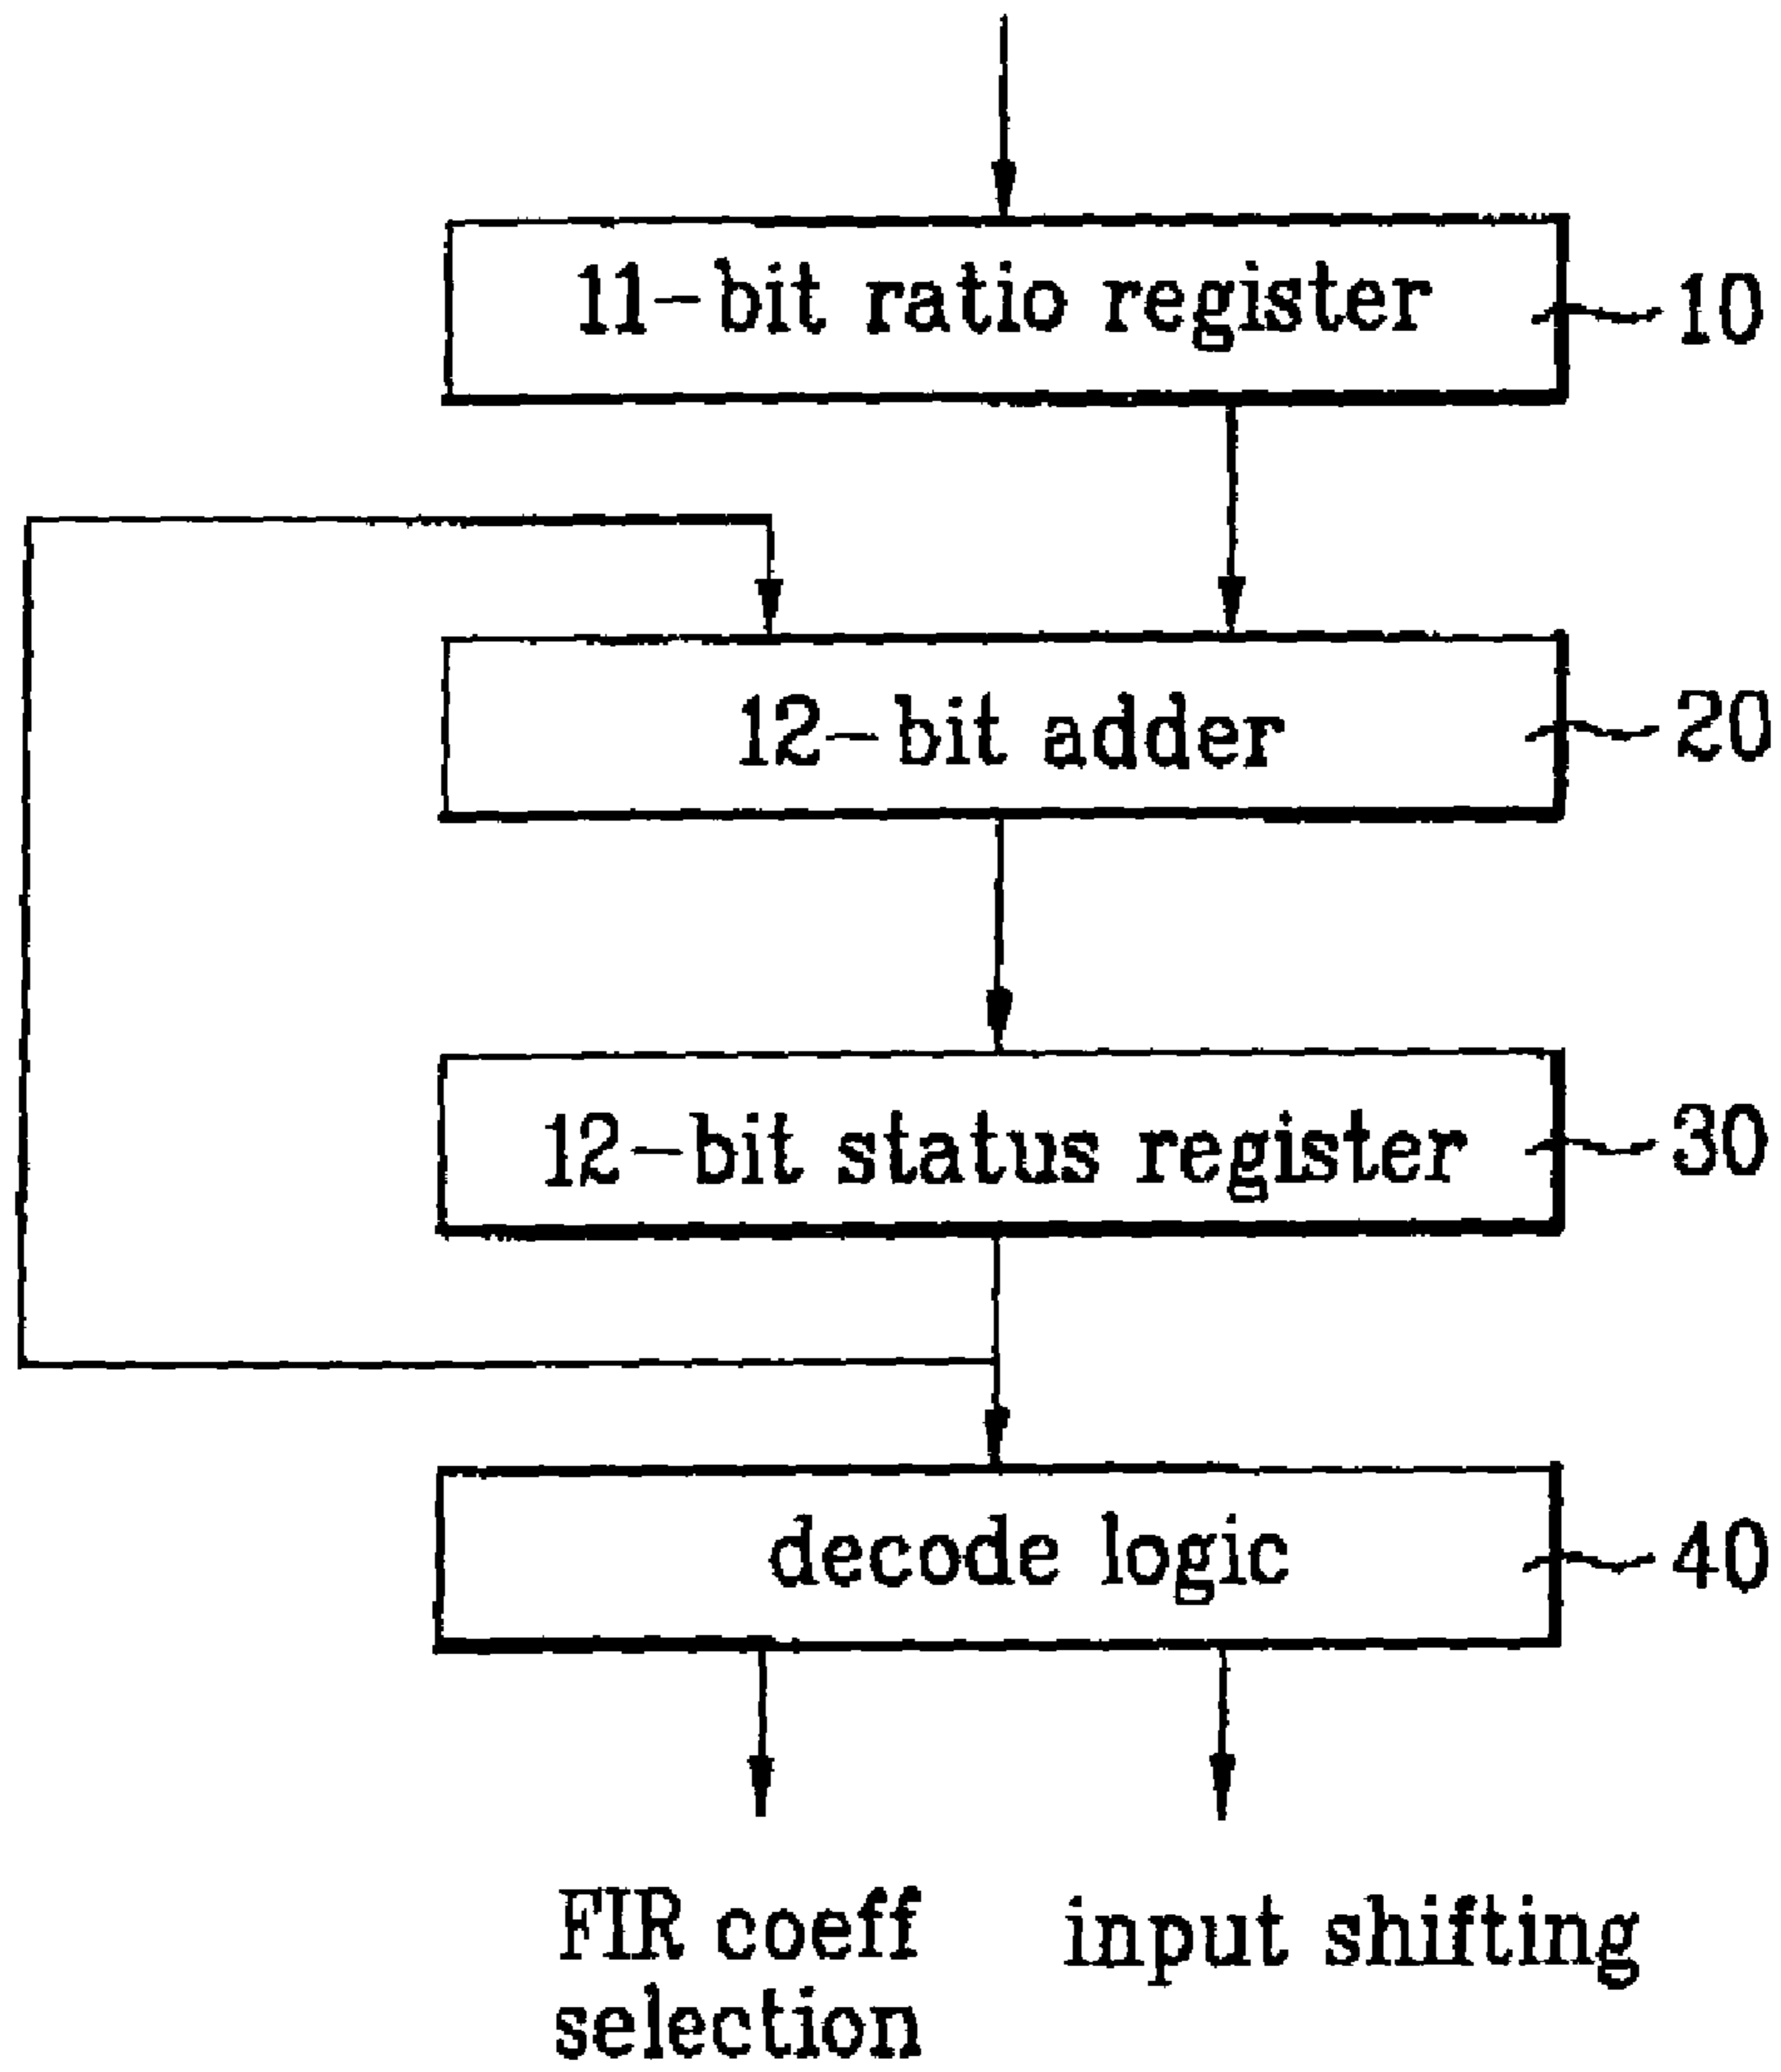 11-bit ratio register
10
12-bit adder
20
12-bit status register
30
decode logic
40
FIR coeff
selection
input shifting